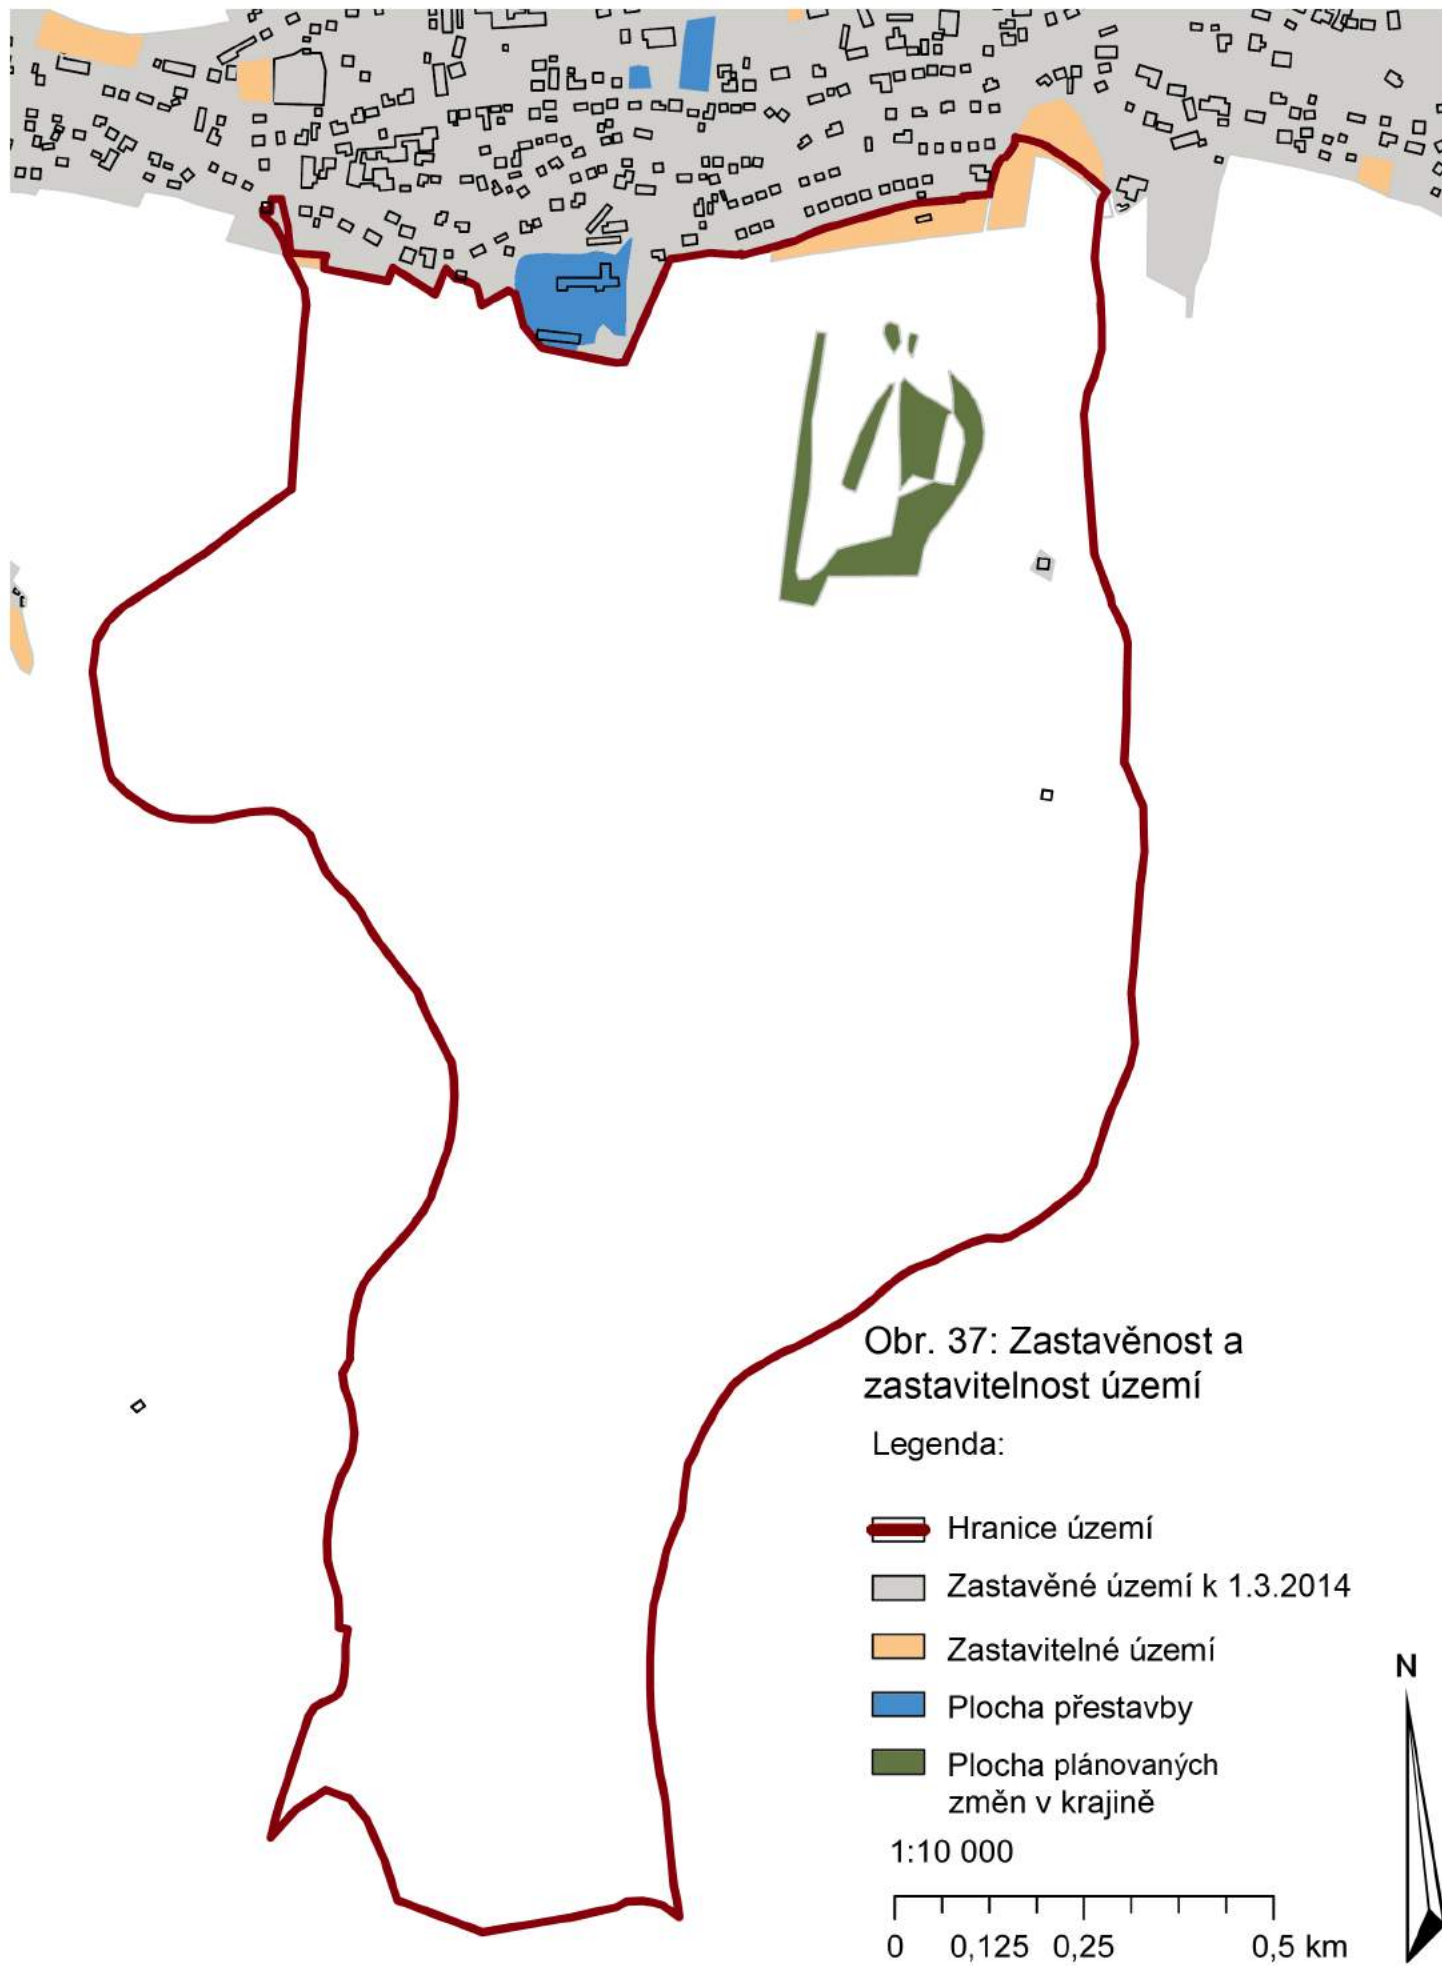 Obr. 37: Zastavěnost a
zastavitelnost území
Legenda:
Hranice území
Zastavěné území k 1.3.2014
Zastavitelné území
Plocha přestavby
Plocha plánovaných
změn v krajině
1:10 000
0 0,125 0,25 0,5 km
N